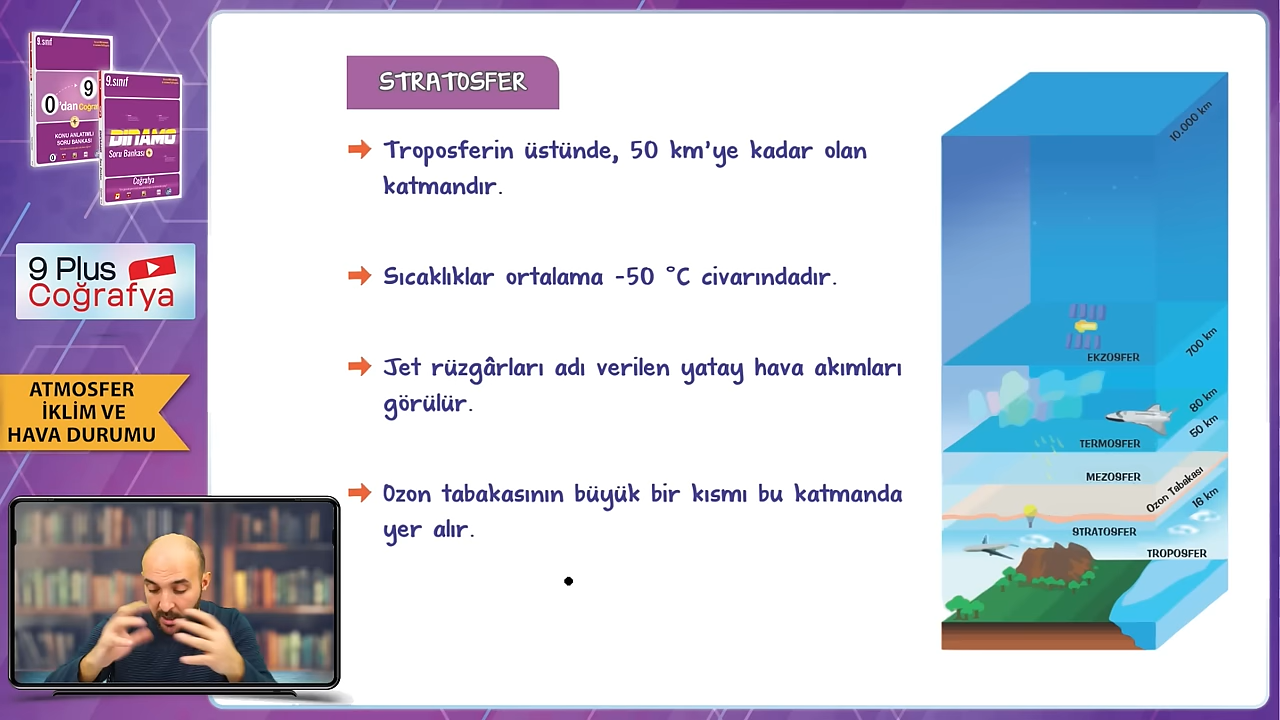 9.sınıf
0'dan Coğrafya
9
KONU ANLATIMLI
SORU BANKASI
9.sınıf
DINAMO
Soru Bankası
Coğrafya
9 Plus
Coğrafya
ATMOSFER
İKLİM VE
HAVA DURUMU
STRATOSFER
Troposferin üstünde, 50 km'ye kadar olan
katmandır.
Sıcaklıklar ortalama -50 °C civarındadır.
Jet rüzgârları adı verilen yatay hava akımları
görülür.
Ozon tabakasının büyük bir kısmı bu katmanda
yer alır.
10.000 km
700 km
EKZOSFER
80 km
50 km
TERMOSFER
MEZOSFER
Ozon Tabakası
16 km
STRATOSFER
TROPOSFER